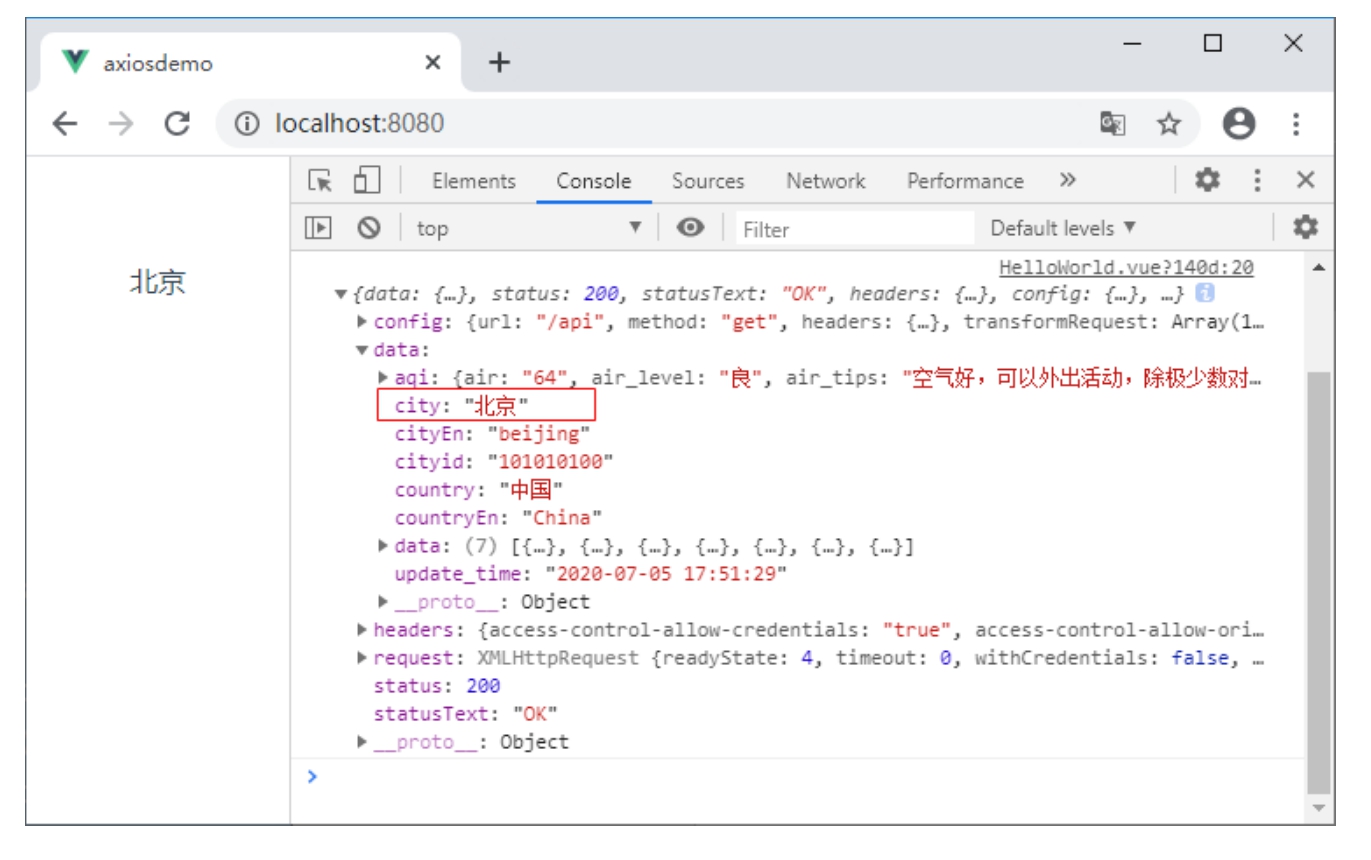 axiosdemo
localhost:8080
Elements Console Sources Network Performance
top Filter Default levels
北京
HelloWorld.vue?140d:20
{data: {…}, status: 200, statusText: "OK", headers: {…}, config: {…}, …}
config: {url: "/api", method: "get", headers: {…}, transformRequest: Array(1…
data:
aqi: {air: "64", air_level: "良", air_tips: "空气好，可以外出活动，除极少数对…
city: "北京"
cityEn: "beijing"
cityid: "101010100"
country: "中国"
countryEn: "China"
data: (7) [{…}, {…}, {…}, {…}, {…}, {…}, {…}]
update_time: "2020-07-05 17:51:29"
__proto__: Object
headers: {access-control-allow-credentials: "true", access-control-allow-ori…
request: XMLHttpRequest {readyState: 4, timeout: 0, withCredentials: false, …
status: 200
statusText: "OK"
__proto__: Object